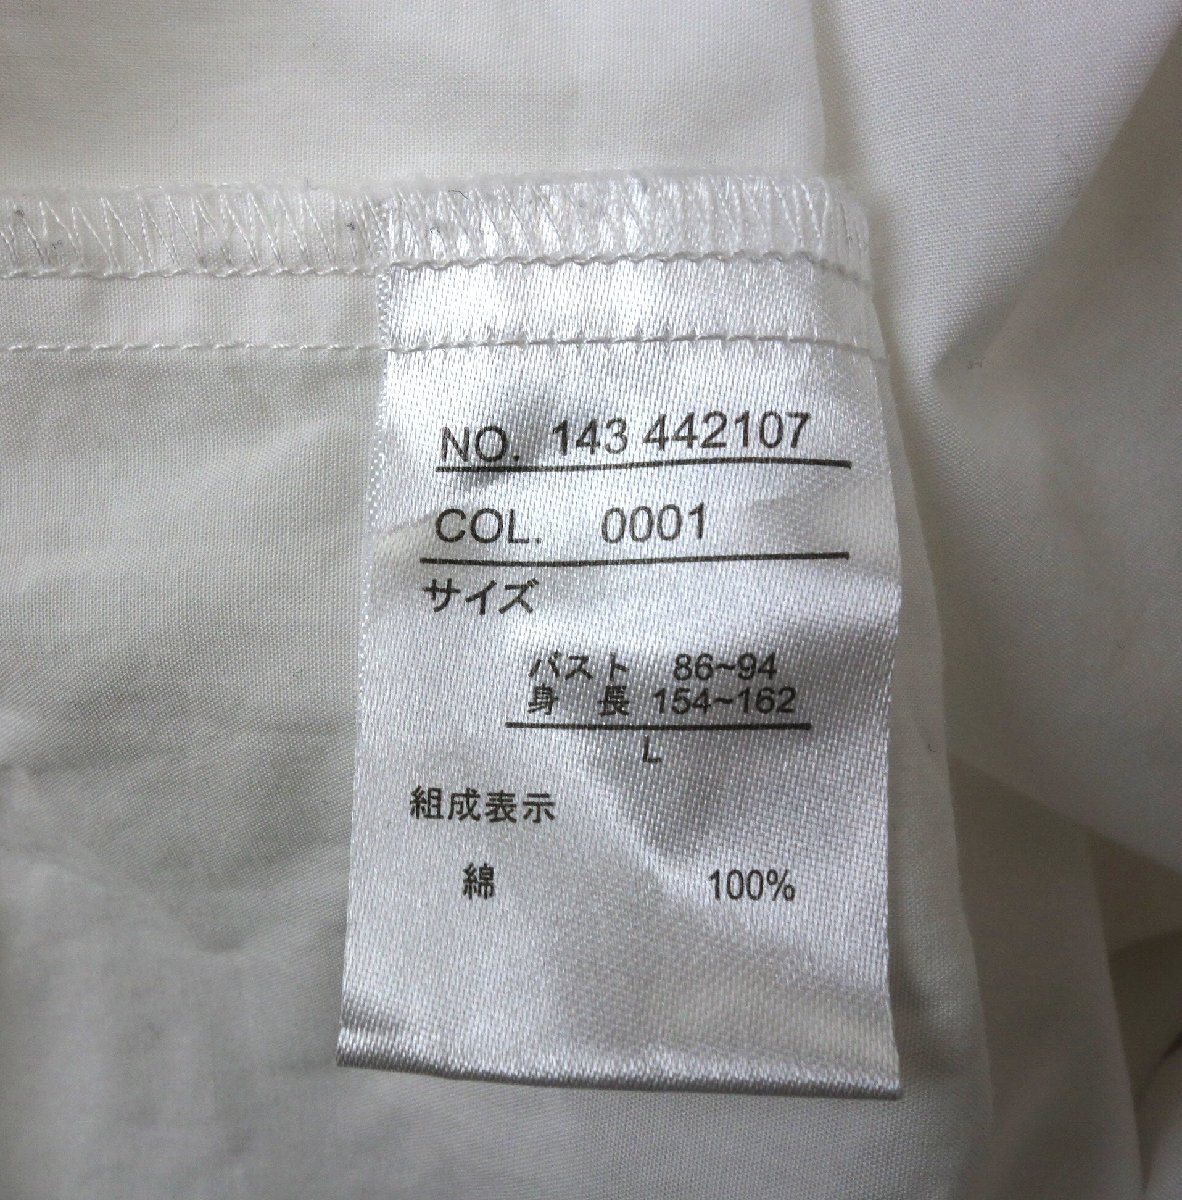 NO. 143 442107
COL. 0001
サイズ
バスト 86~94
身 長 154~162
L
組成表示
綿 100%